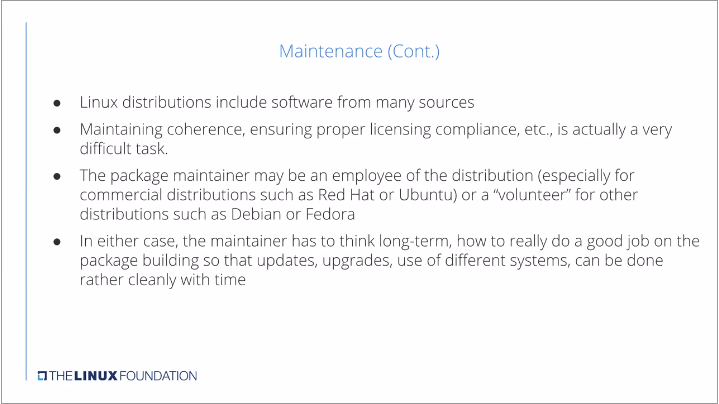 Maintenance (Cont.)
● Linux distributions include software from many sources
● Maintaining coherence, ensuring proper licensing compliance, etc., is actually a very
difficult task.
● The package maintainer may be an employee of the distribution (especially for
commercial distributions such as Red Hat or Ubuntu) or a “volunteer” for other
distributions such as Debian or Fedora
● In either case, the maintainer has to think long-term, how to really do a good job on the
package building so that updates, upgrades, use of different systems, can be done
rather cleanly with time
THE LINUX FOUNDATION